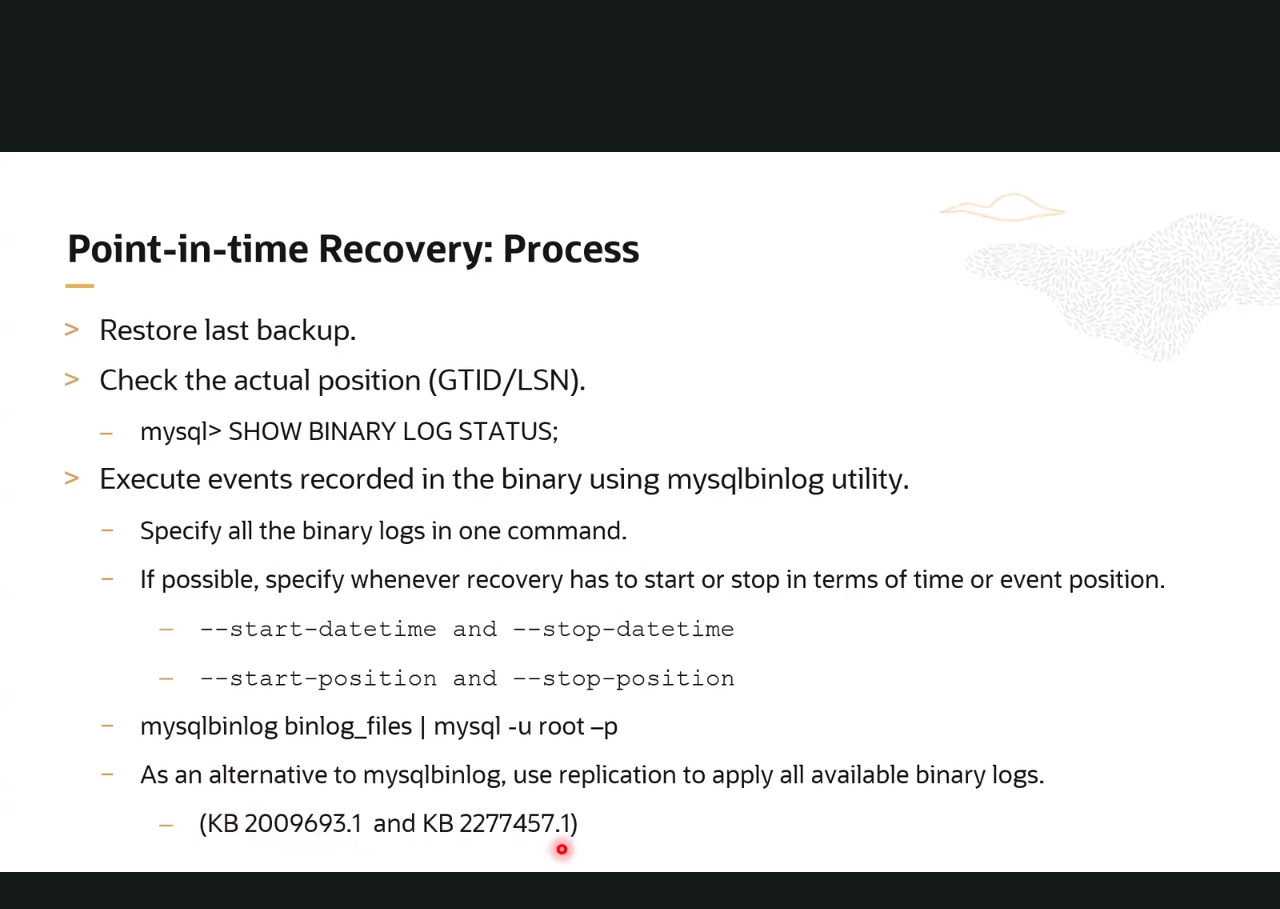 Point-in-time Recovery: Process
> Restore last backup.
> Check the actual position (GTID/LSN).
– mysql> SHOW BINARY LOG STATUS;
> Execute events recorded in the binary using mysqlbinlog utility.
– Specify all the binary logs in one command.
– If possible, specify whenever recovery has to start or stop in terms of time or event position.
– --start-datetime and --stop-datetime
– --start-position and --stop-position
– mysqlbinlog binlog_files | mysql -u root –p
– As an alternative to mysqlbinlog, use replication to apply all available binary logs.
– (KB 2009693.1 and KB 2277457.1)